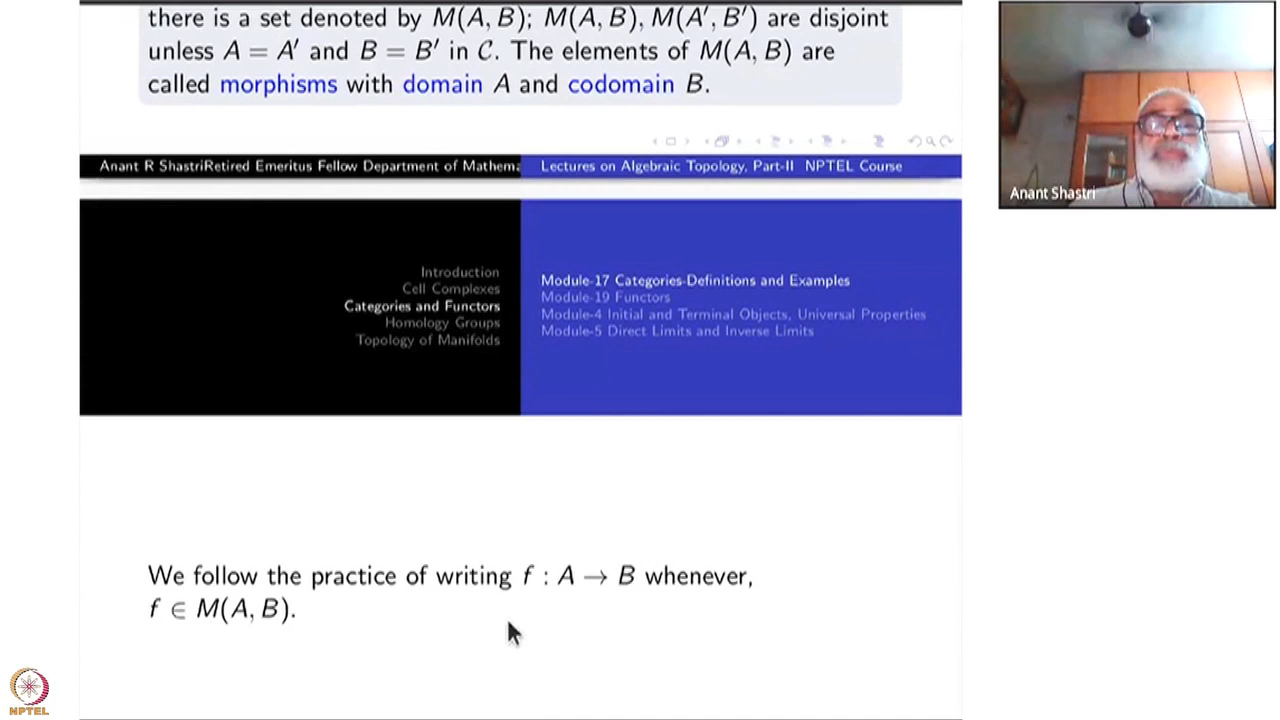 there is a set denoted by M(A, B); M(A, B), M(A′, B′) are disjoint
unless A = A′ and B = B′ in C. The elements of M(A, B) are
called morphisms with domain A and codomain B.
Anant R ShastriRetired Emeritus Fellow Department of Mathema
Lectures on Algebraic Topology, Part-II NPTEL Course
Introduction
Cell Complexes
Categories and Functors
Homology Groups
Topology of Manifolds
Module-17 Categories-Definitions and Examples
Module-19 Functors
Module-4 Initial and Terminal Objects, Universal Properties
Module-5 Direct Limits and Inverse Limits
We follow the practice of writing f : A → B whenever,
f ∈ M(A, B).
Anant Shastri
NPTEL